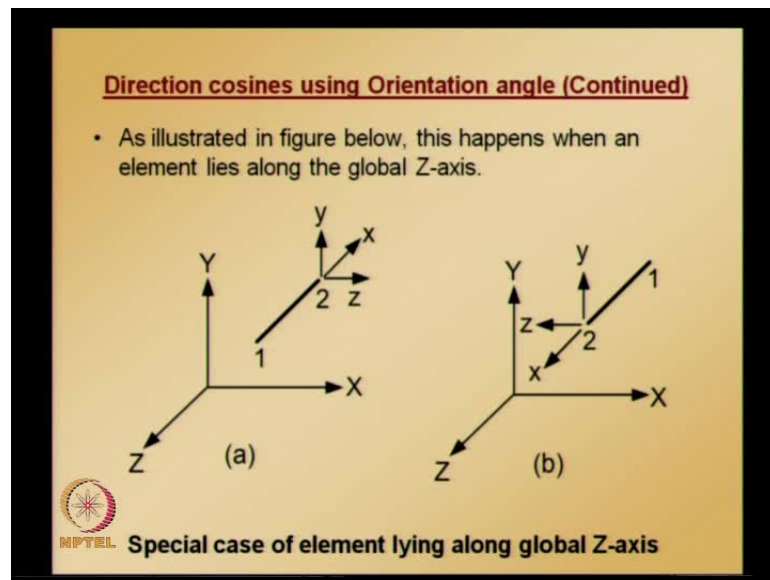 Direction cosines using Orientation angle (Continued)
• As illustrated in figure below, this happens when an
element lies along the global Z-axis.
y
x
Y
2 z
1
X
Z
(a)
y
1
Y
z
2
x
X
Z
(b)
NPTEL
Special case of element lying along global Z-axis